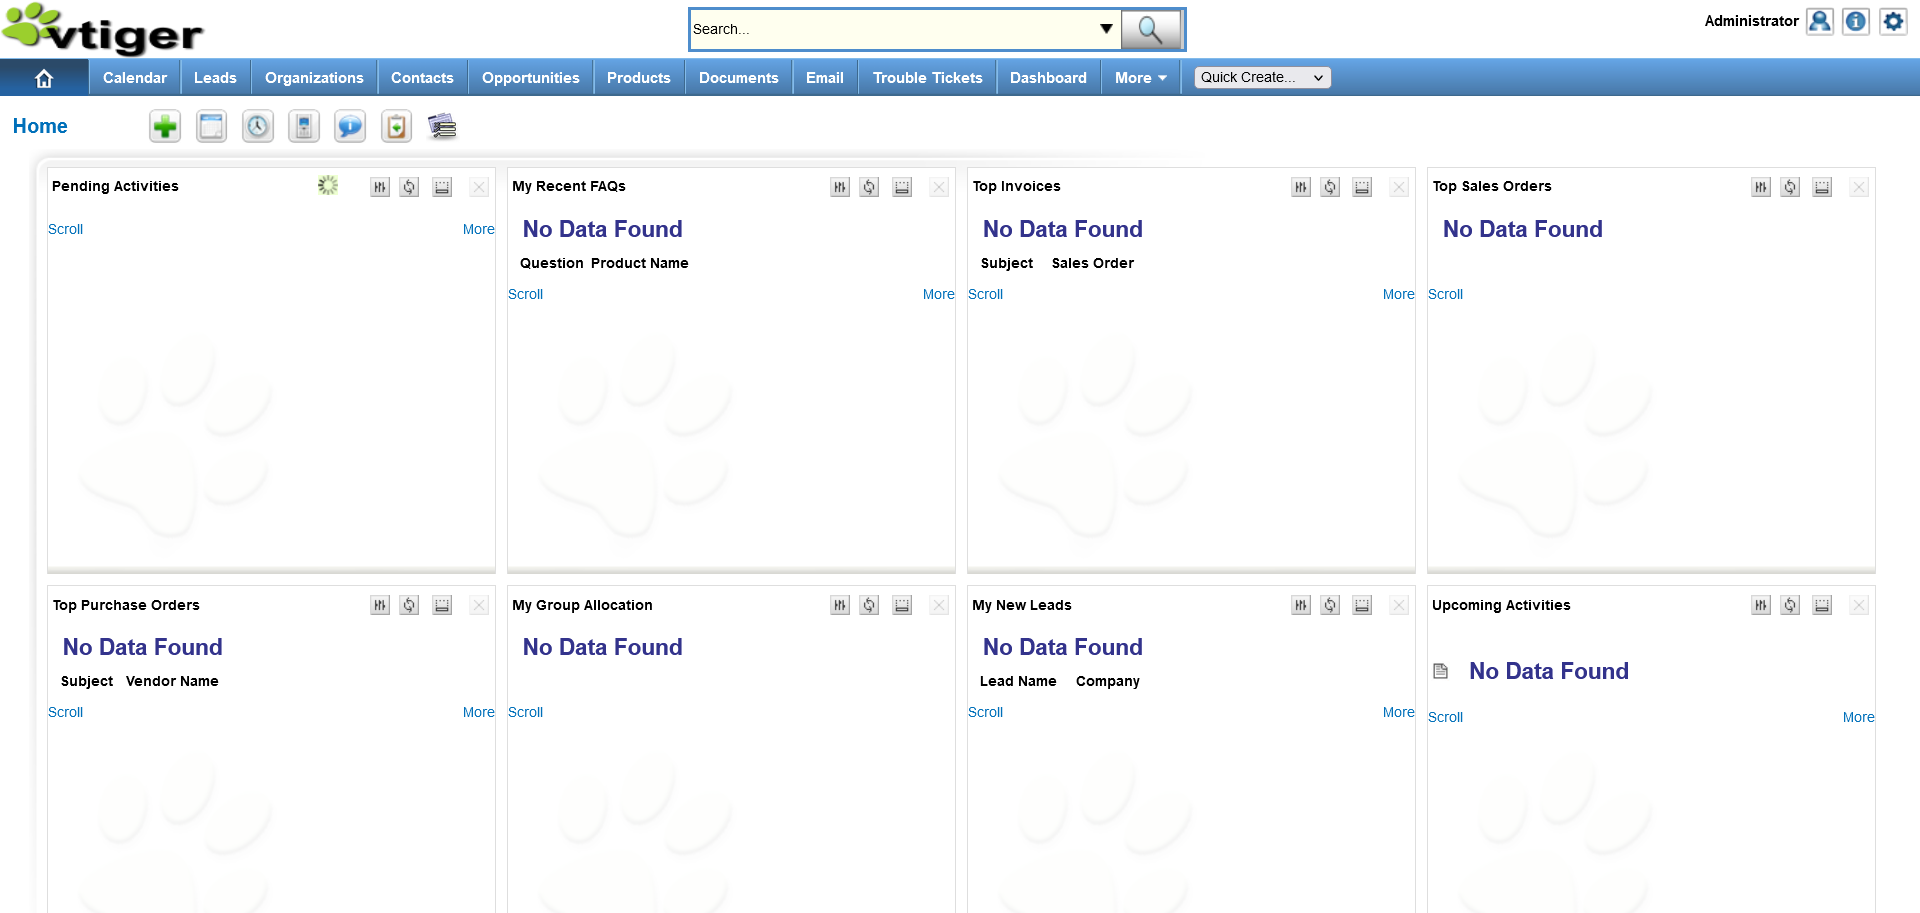 vtiger
Search...
Administrator
Calendar
Leads
Organizations
Contacts
Opportunities
Products
Documents
Email
Trouble Tickets
Dashboard
More
Quick Create...
Home
Pending Activities
Scroll
More
My Recent FAQs
No Data Found
Question Product Name
Scroll
More
Top Invoices
No Data Found
Subject Sales Order
Scroll
More
Top Sales Orders
No Data Found
Scroll
Top Purchase Orders
No Data Found
Subject Vendor Name
Scroll
More
My Group Allocation
No Data Found
Scroll
My New Leads
No Data Found
Lead Name Company
Scroll
More
Upcoming Activities
No Data Found
Scroll
More